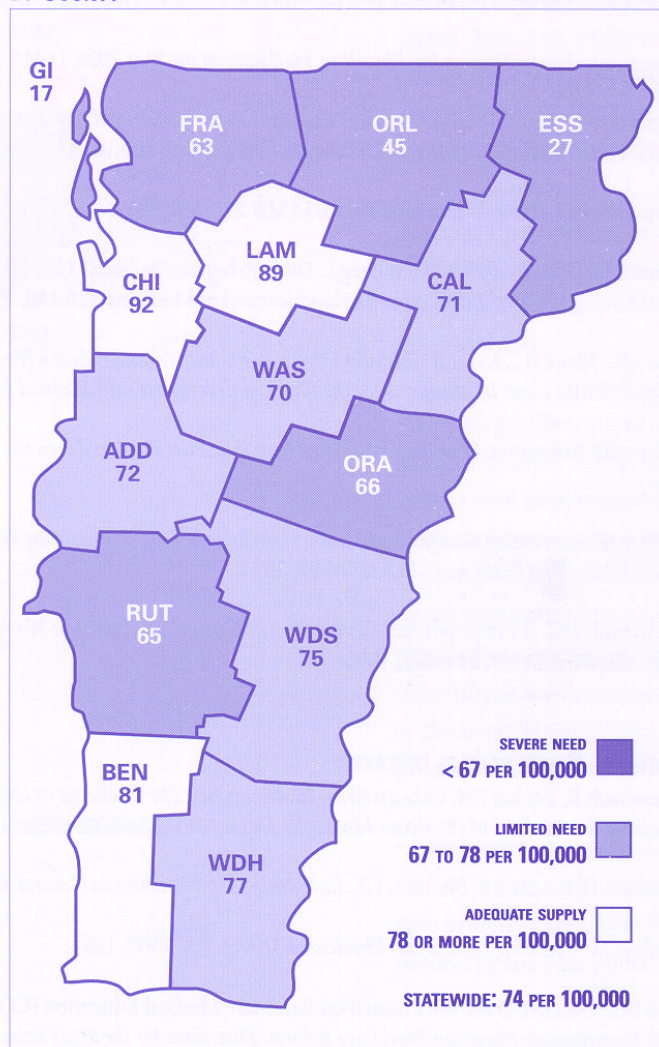 GI
17
FRA
63
ORL
45
ESS
27
LAM
89
CHI
92
CAL
71
WAS
70
ADD
72
ORA
66
RUT
65
WDS
75
SEVERE NEED
< 67 PER 100,000
BEN
81
LIMITED NEED
67 TO 78 PER 100,000
WDH
77
ADEQUATE SUPPLY
78 OR MORE PER 100,000
STATEWIDE: 74 PER 100,000